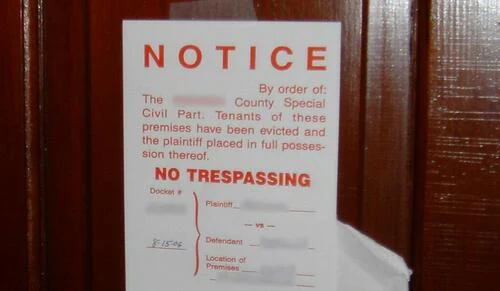 NOTICE
By order of:
The County Special
Civil Part. Tenants of these
premises have been evicted and
the plaintiff placed in full posses-
sion thereof.
NO TRESPASSING
Docket #
Plaintiff
— vs —
8-15-06 Defendant
Location of
Premises